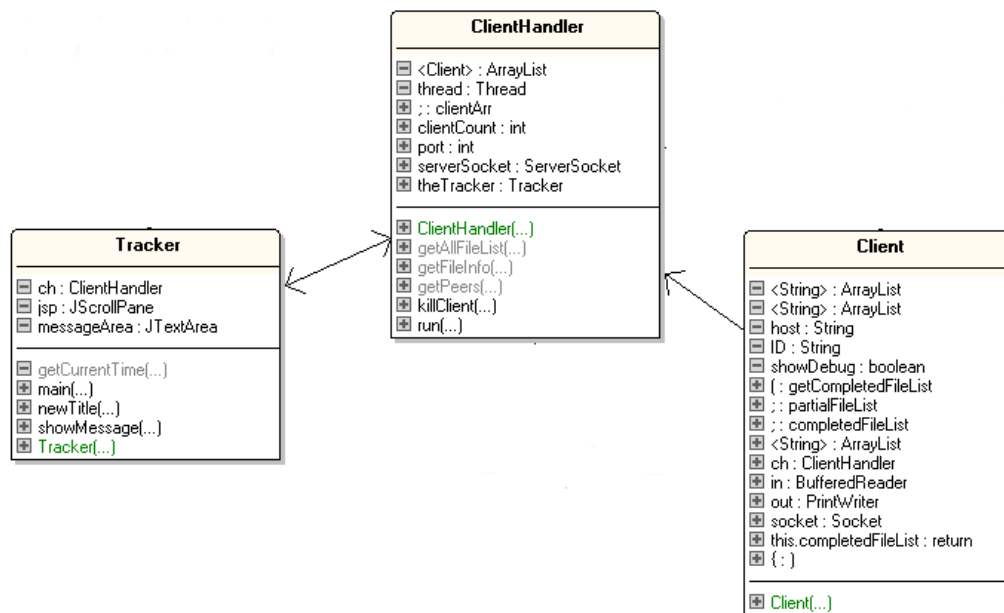 ClientHandler
<Client> : ArrayList
thread : Thread
; : clientArr
clientCount : int
port : int
serverSocket : ServerSocket
theTracker : Tracker
ClientHandler(...)
getAllFileList(...)
getFileInfo(...)
getPeers(...)
killClient(...)
run(...)
Tracker
ch : ClientHandler
jsp : JScrollPane
messageArea : JTextArea
getCurrentTime(...)
main(...)
newTitle(...)
showMessage(...)
Tracker(...)
Client
<String> : ArrayList
<String> : ArrayList
host : String
ID : String
showDebug : boolean
( : getCompletedFileList
; : partialFileList
; : completedFileList
<String> : ArrayList
ch : ClientHandler
in : BufferedReader
out : PrintWriter
socket : Socket
this.completedFileList : return
{ : )
Client(...)